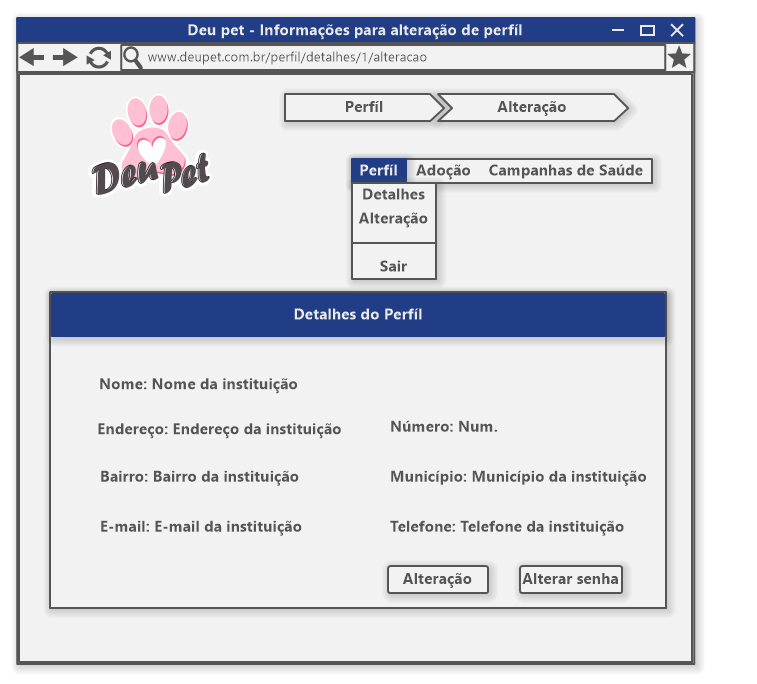 Deu pet - Informações para alteração de perfíl
www.deupet.com.br/perfil/detalhes/1/alteracao
Perfíl Alteração
Deu Pet
Perfíl Adoção Campanhas de Saúde
Detalhes
Alteração
Sair
Detalhes do Perfíl
Nome: Nome da instituição
Endereço: Endereço da instituição Número: Num.
Bairro: Bairro da instituição Município: Município da instituição
E-mail: E-mail da instituição Telefone: Telefone da instituição
Alteração Alterar senha